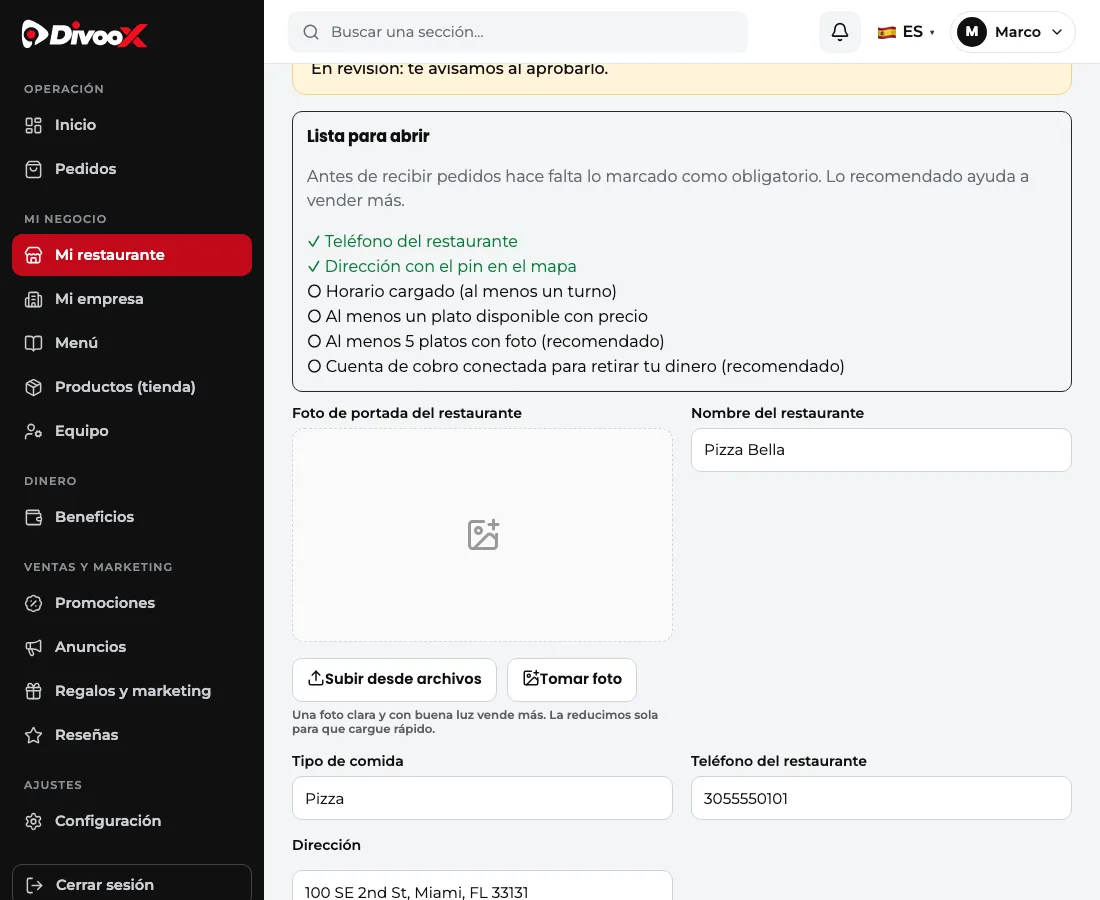 DivooX
Buscar una sección...
ES
M
Marco
OPERACIÓN
Inicio
Pedidos
MI NEGOCIO
Mi restaurante
Mi empresa
Menú
Productos (tienda)
Equipo
DINERO
Beneficios
VENTAS Y MARKETING
Promociones
Anuncios
Regalos y marketing
Reseñas
AJUSTES
Configuración
Cerrar sesión
En revisión: te avisamos al aprobarlo.
Lista para abrir
Antes de recibir pedidos hace falta lo marcado como obligatorio. Lo recomendado ayuda a
vender más.
✓ Teléfono del restaurante
✓ Dirección con el pin en el mapa
O Horario cargado (al menos un turno)
O Al menos un plato disponible con precio
O Al menos 5 platos con foto (recomendado)
O Cuenta de cobro conectada para retirar tu dinero (recomendado)
Foto de portada del restaurante
Subir desde archivos
Tomar foto
Una foto clara y con buena luz vende más. La reducimos sola
para que cargue rápido.
Nombre del restaurante
Pizza Bella
Tipo de comida
Pizza
Teléfono del restaurante
3055550101
Dirección
100 SE 2nd St, Miami, FL 33131